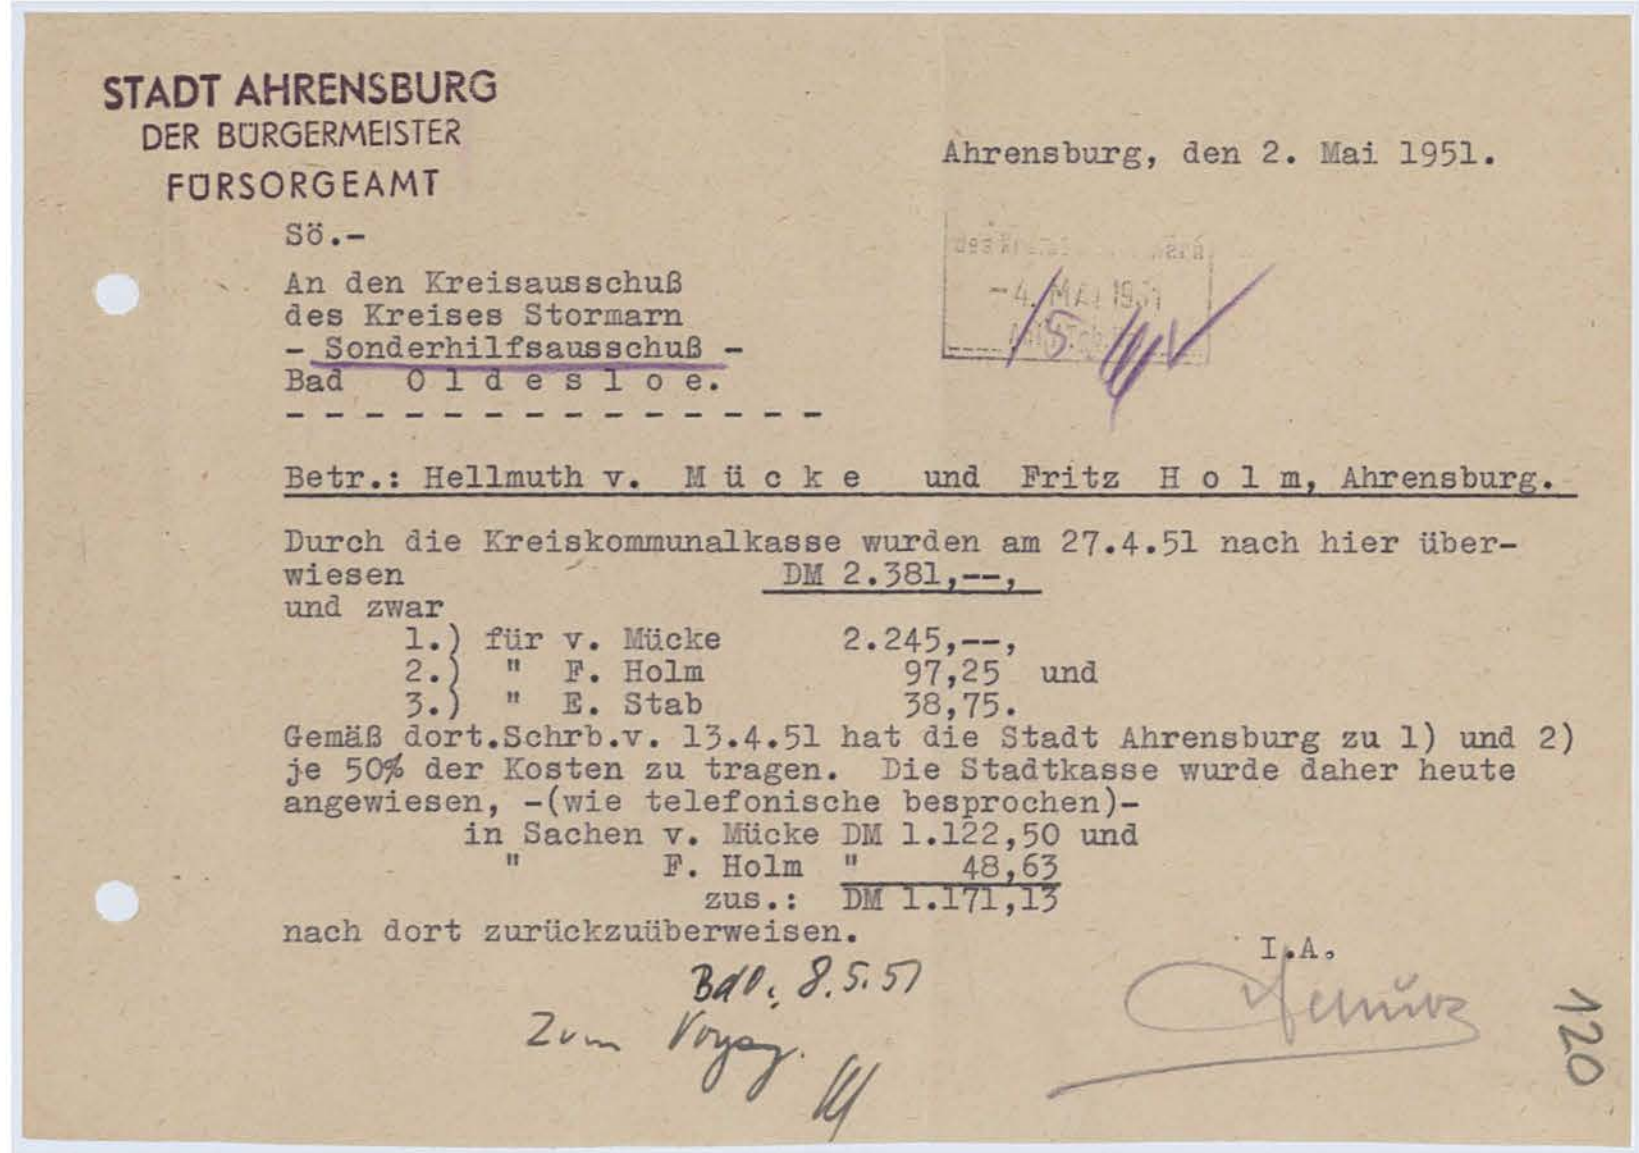 STADT AHRENSBURG
DER BÜRGERMEISTER
FÜRSORGEAMT
Ahrensburg, den 2. Mai 1951.
Sö.-
An den Kreisausschuß
des Kreises Stormarn
- Sonderhilfsausschuß -
Bad O l d e s l o e.
- - - - - - - - - - - - - -
-4. MAI 1951
Betr.: Hellmuth v. M ü c k e und Fritz H o l m, Ahrensburg.
Durch die Kreiskommunalkasse wurden am 27.4.51 nach hier über-
wiesen DM 2.381,--,
und zwar
1.) für v. Mücke 2.245,--,
2.) " F. Holm 97,25 und
3.) " E. Stab 38,75.
Gemäß dort.Schrb.v. 13.4.51 hat die Stadt Ahrensburg zu 1) und 2)
je 50% der Kosten zu tragen. Die Stadtkasse wurde daher heute
angewiesen, -(wie telefonische besprochen)-
in Sachen v. Mücke DM 1.122,50 und
" F. Holm " 48,63
zus.: DM 1.171,13
nach dort zurückzuüberweisen.
I.A.
BdO. 8.5.51
Zum Vorgg.
120